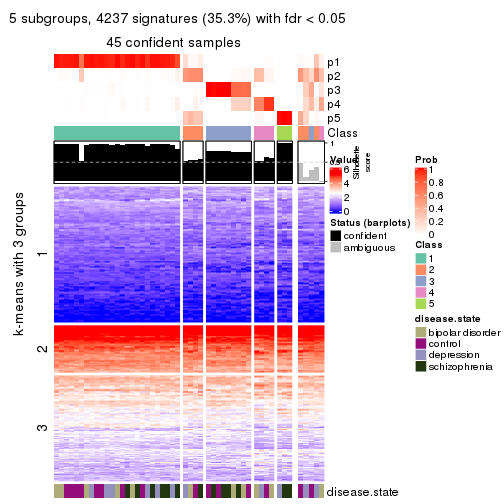 5 subgroups, 4237 signatures (35.3%) with fdr < 0.05
45 confident samples
p1
p2
p3
p4
p5
Class
1
0
Silhouette
score
disease.state
k-means with 3 groups
1
2
3
Value
6
4
2
0
Status (barplots)
confident
ambiguous
Prob
1
0.8
0.6
0.4
0.2
0
Class
1
2
3
4
5
disease.state
bipolar disorder
control
depression
schizophrenia